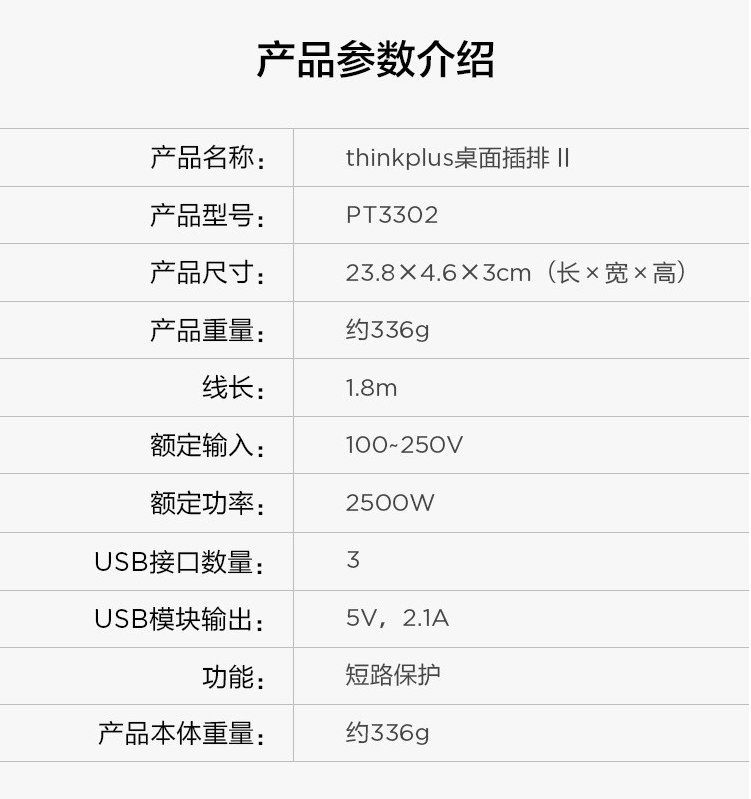 产品参数介绍
产品名称： thinkplus桌面插排 II
产品型号： PT3302
产品尺寸： 23.8×4.6×3cm（长×宽×高）
产品重量： 约336g
线长： 1.8m
额定输入： 100~250V
额定功率： 2500W
USB接口数量： 3
USB模块输出： 5V，2.1A
功能： 短路保护
产品本体重量： 约336g